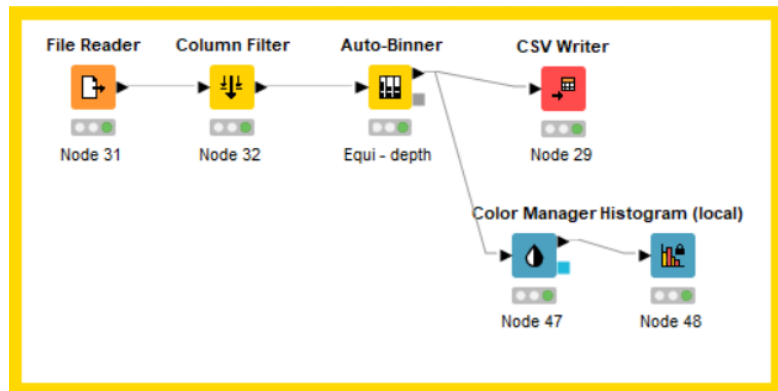 File Reader
Column Filter
Auto-Binner
CSV Writer
Node 31
Node 32
Equi - depth
Node 29
Color Manager
Histogram (local)
Node 47
Node 48